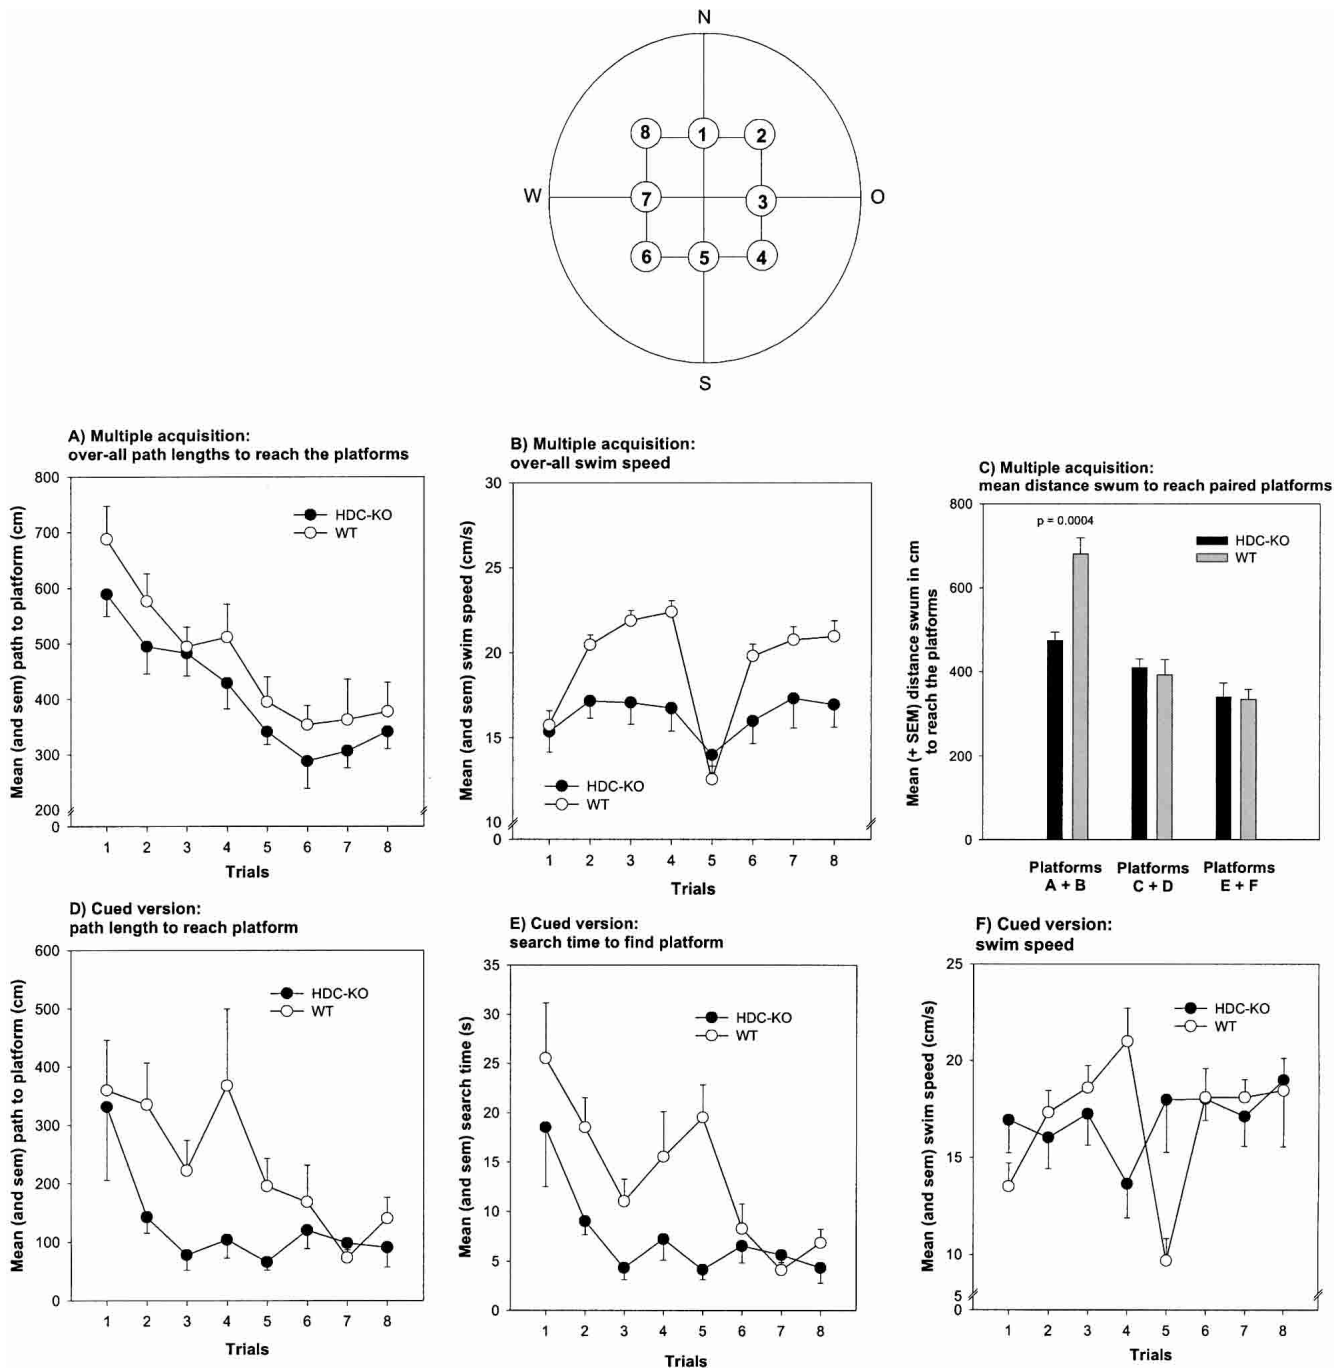 N
8 1 2
W 7 3 O
6 5 4
S
A) Multiple acquisition:
over-all path lengths to reach the platforms
Mean (and sem) path to platform (cm)
800
700
600
500
400
300
200
0
HDC-KO
WT
1 2 3 4 5 6 7 8
Trials
B) Multiple acquisition:
over-all swim speed
Mean (and sem) swim speed (cm/s)
30
25
20
15
10
0
HDC-KO
WT
1 2 3 4 5 6 7 8
Trials
C) Multiple acquisition:
mean distance swum to reach paired platforms
Mean (+ SEM) distance swum in cm
to reach the platforms
800
600
400
200
0
p = 0.0004
HDC-KO
WT
Platforms Platforms Platforms
A + B C + D E + F
D) Cued version:
path length to reach platform
Mean (and sem) path to platform (cm)
600
500
400
300
200
100
0
HDC-KO
WT
1 2 3 4 5 6 7 8
Trials
E) Cued version:
search time to find platform
Mean (and sem) search time (s)
35
30
25
20
15
10
5
0
HDC-KO
WT
1 2 3 4 5 6 7 8
Trials
F) Cued version:
swim speed
Mean (and sem) swim speed (cm/s)
25
20
15
10
5
0
HDC-KO
WT
1 2 3 4 5 6 7 8
Trials